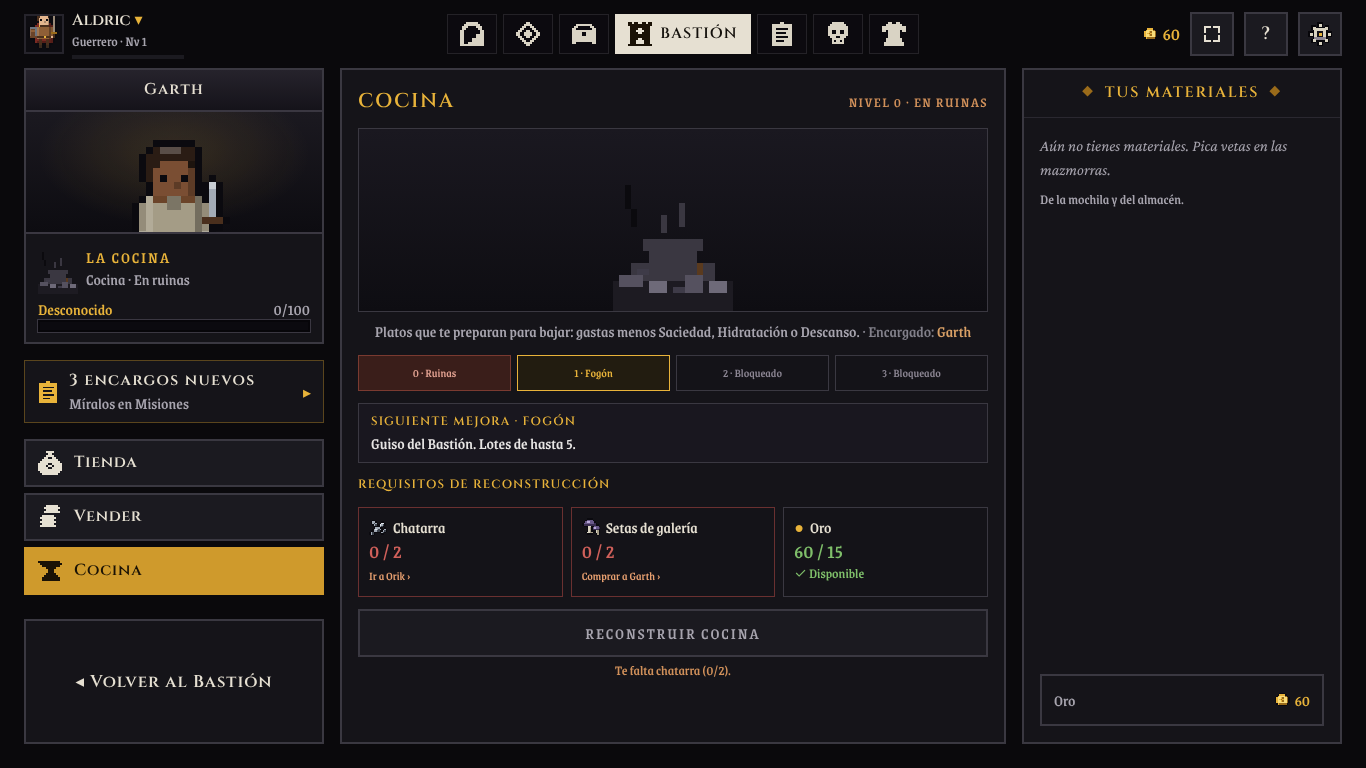 Aldric ▾
Guerrero · Nv 1
Bastión
60
?
Garth
La Cocina
Cocina · En ruinas
Desconocido 0/100
3 encargos nuevos
Míralos en Misiones
Tienda
Vender
Cocina
◂ Volver al Bastión
Cocina
Nivel 0 · En ruinas
Platos que te preparan para bajar: gastas menos Saciedad, Hidratación o Descanso. · Encargado: Garth
0 · Ruinas
1 · Fogón
2 · Bloqueado
3 · Bloqueado
Siguiente mejora · Fogón
Guiso del Bastión. Lotes de hasta 5.
Requisitos de reconstrucción
Chatarra
0 / 2
Ir a Orik ›
Setas de galería
0 / 2
Comprar a Garth ›
Oro
60 / 15
✓ Disponible
Reconstruir Cocina
Te falta chatarra (0/2).
◆ Tus materiales ◆
Aún no tienes materiales. Pica vetas en las
mazmorras.
De la mochila y del almacén.
Oro 60